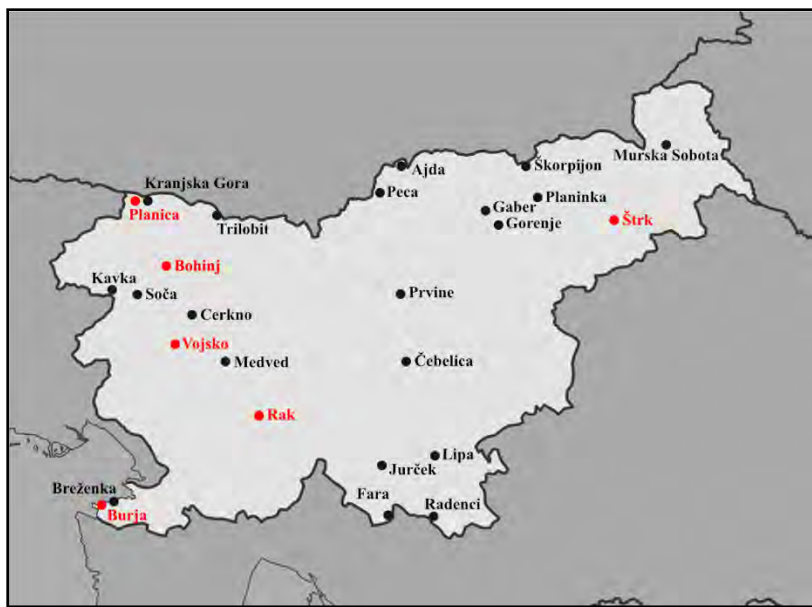 Murska Sobota
Ajda
Škorpijon
Kranjska Gora
Peca
Planinka
Planica
Gaber
Štrk
Trilobit
Gorenje
Bohinj
Kavka
Soča
Prvine
Cerkno
Vojsko
Medved
Čebelica
Rak
Lipa
Jurček
Breženka
Fara
Radenci
Burja